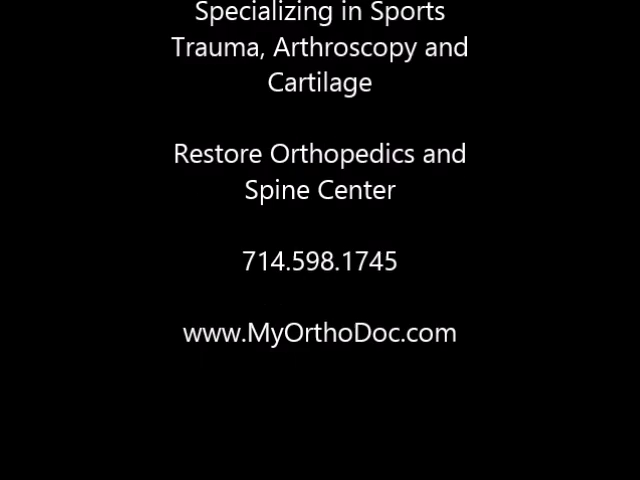 Specializing in Sports
Trauma, Arthroscopy and
Cartilage
Restore Orthopedics and
Spine Center
714.598.1745
www.MyOrthoDoc.com